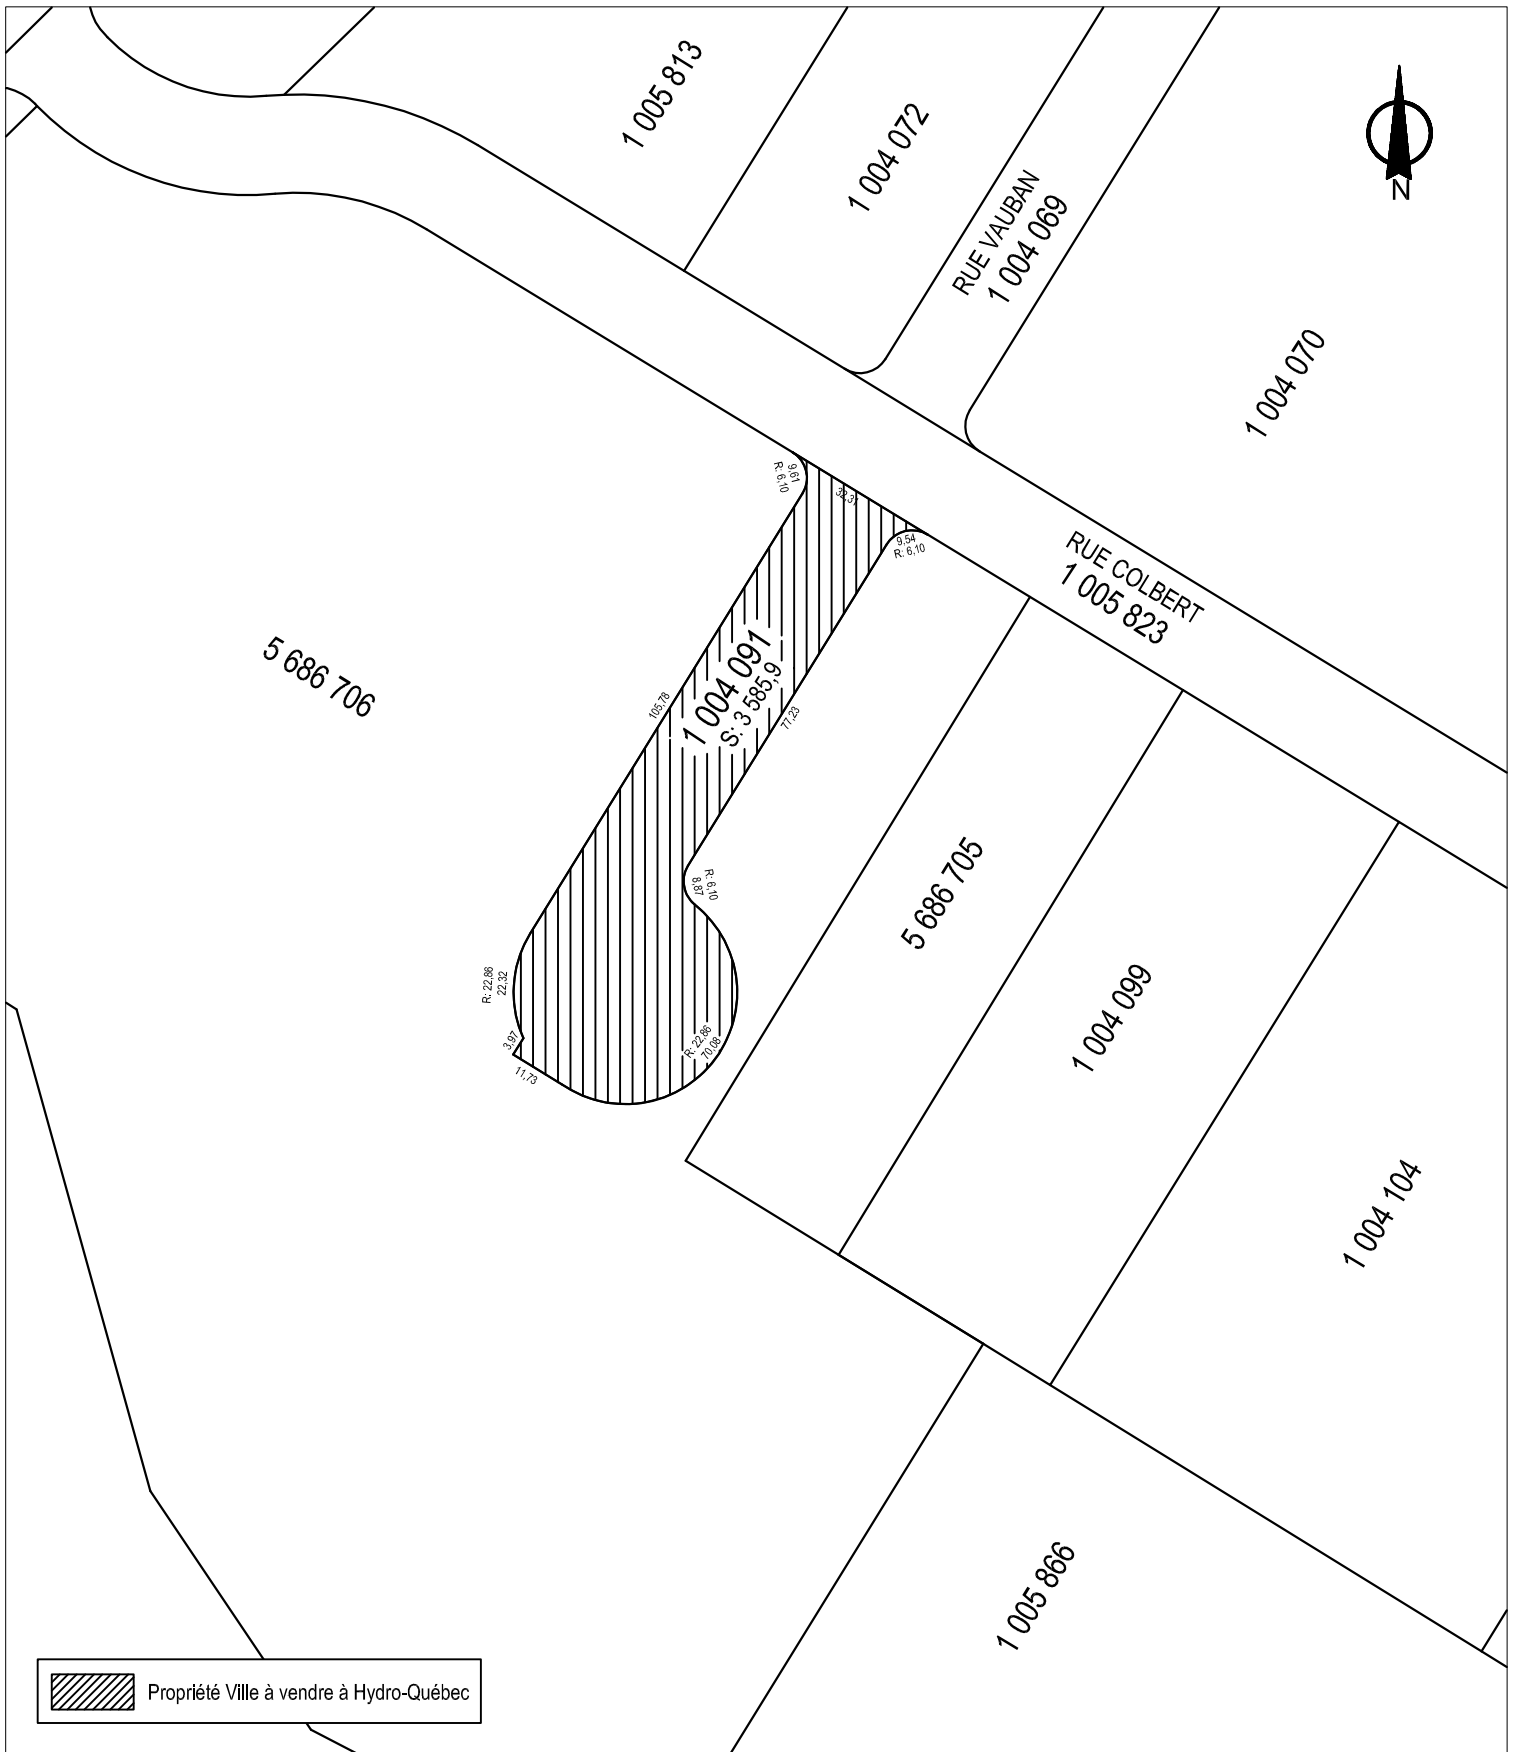 1 005 813
1 004 072
RUE VAUBAN
1 004 069
N
1 004 070
9,61
R: 6,10
32,31
9,54
R: 6,10
RUE COLBERT
1 005 823
5 686 706
1 004 091
S: 3 585,9
105,78
77,23
R: 6,10
8,87
5 686 705
R: 22,86
22,32
1 004 099
3,97
R: 22,86
70,08
11,73
1 004 104
1 005 866
Propriété Ville à vendre à Hydro-Québec